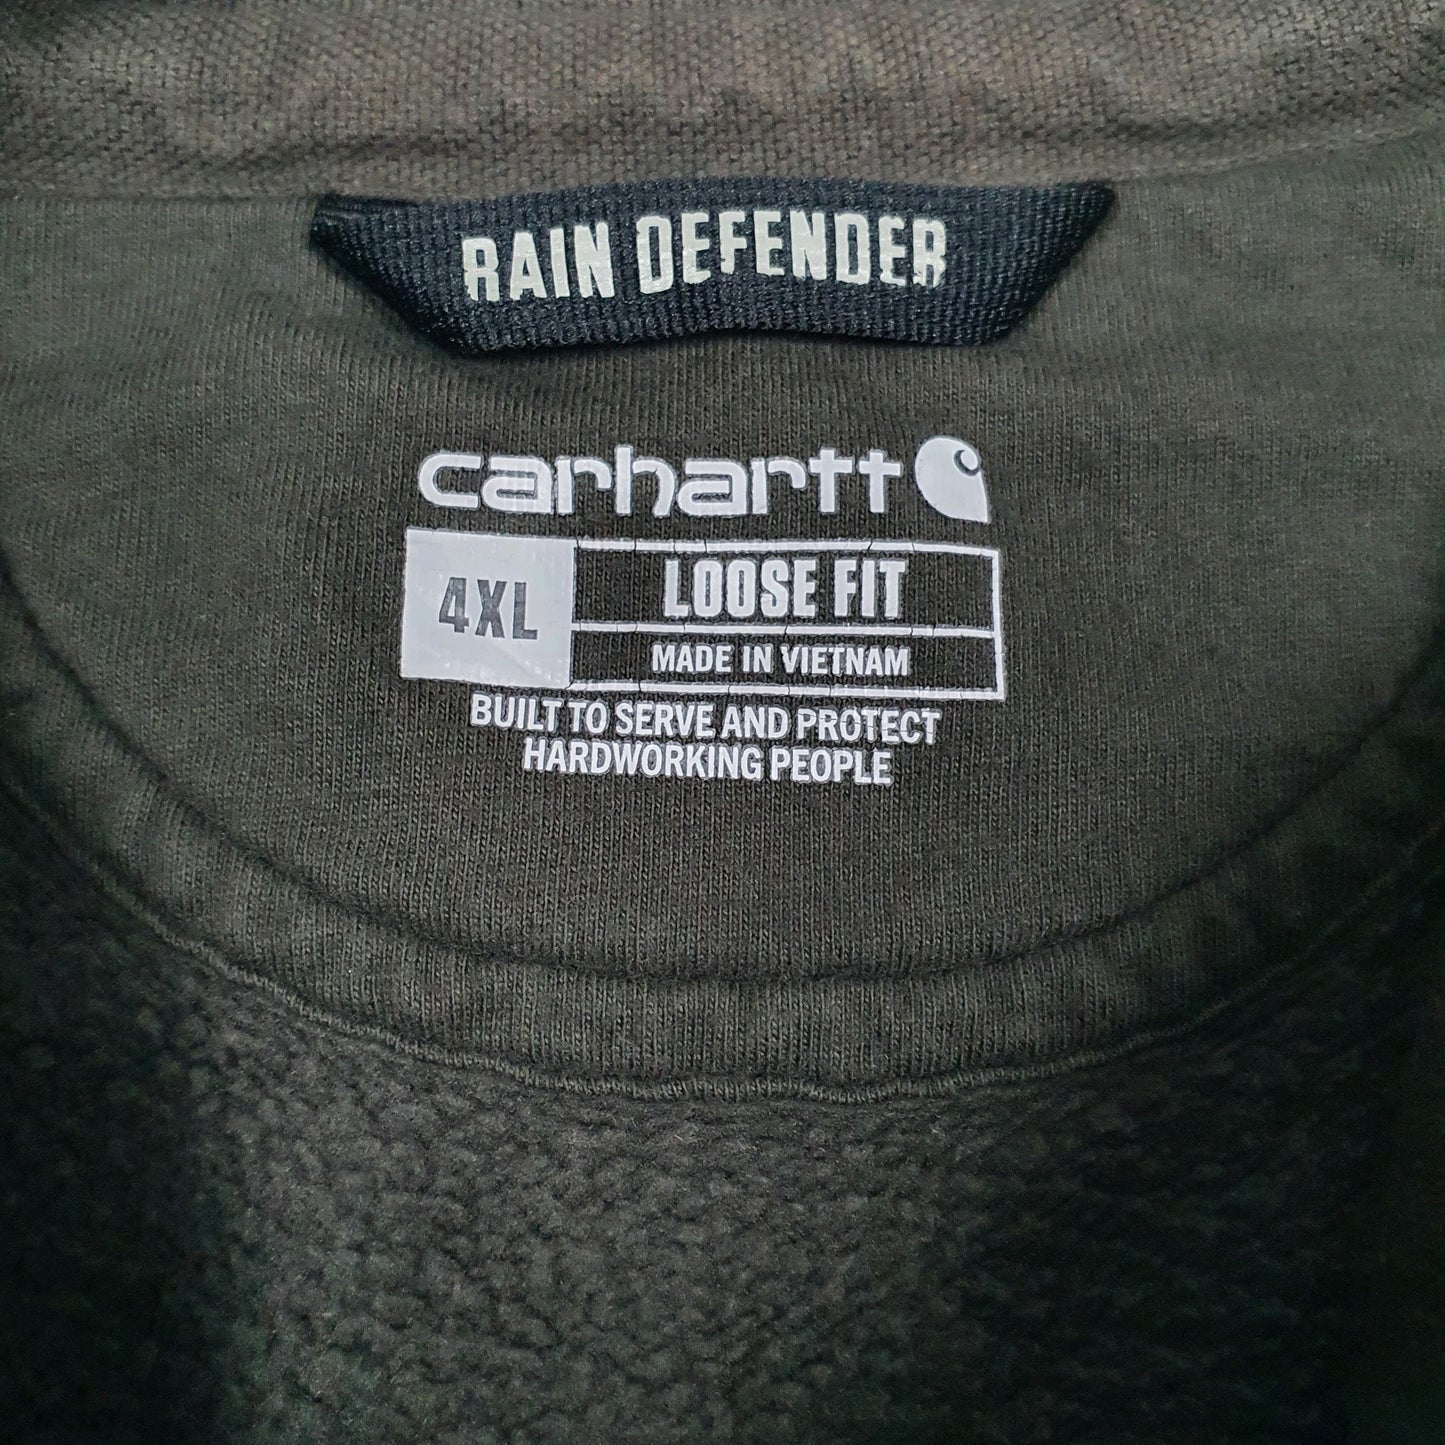 RAIN DEFENDER
carhartt
4XL
LOOSE FIT
MADE IN VIETNAM
BUILT TO SERVE AND PROTECT
HARDWORKING PEOPLE